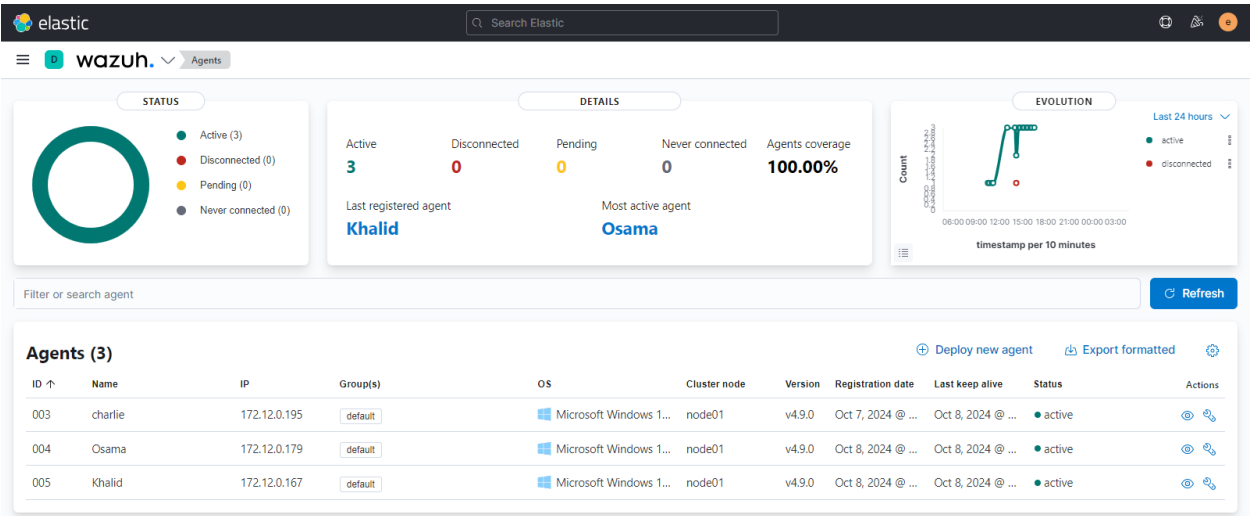 elastic
Search Elastic
e
D
wazuh.
Agents
STATUS
Active (3)
Disconnected (0)
Pending (0)
Never connected (0)
DETAILS
Active Disconnected Pending Never connected Agents coverage
3 0 0 0 100.00%
Last registered agent Most active agent
Khalid Osama
EVOLUTION
Last 24 hours
active
disconnected
Count
3
0
06:00 09:00 12:00 15:00 18:00 21:00 00:00 03:00
timestamp per 10 minutes
Filter or search agent
Refresh
Agents (3)
Deploy new agent Export formatted
ID Name IP Group(s) OS Cluster node Version Registration date Last keep alive Status Actions
003 charlie 172.12.0.195 default Microsoft Windows 1... node01 v4.9.0 Oct 7, 2024 @ ... Oct 8, 2024 @ ... active
004 Osama 172.12.0.179 default Microsoft Windows 1... node01 v4.9.0 Oct 8, 2024 @ ... Oct 8, 2024 @ ... active
005 Khalid 172.12.0.167 default Microsoft Windows 1... node01 v4.9.0 Oct 8, 2024 @ ... Oct 8, 2024 @ ... active